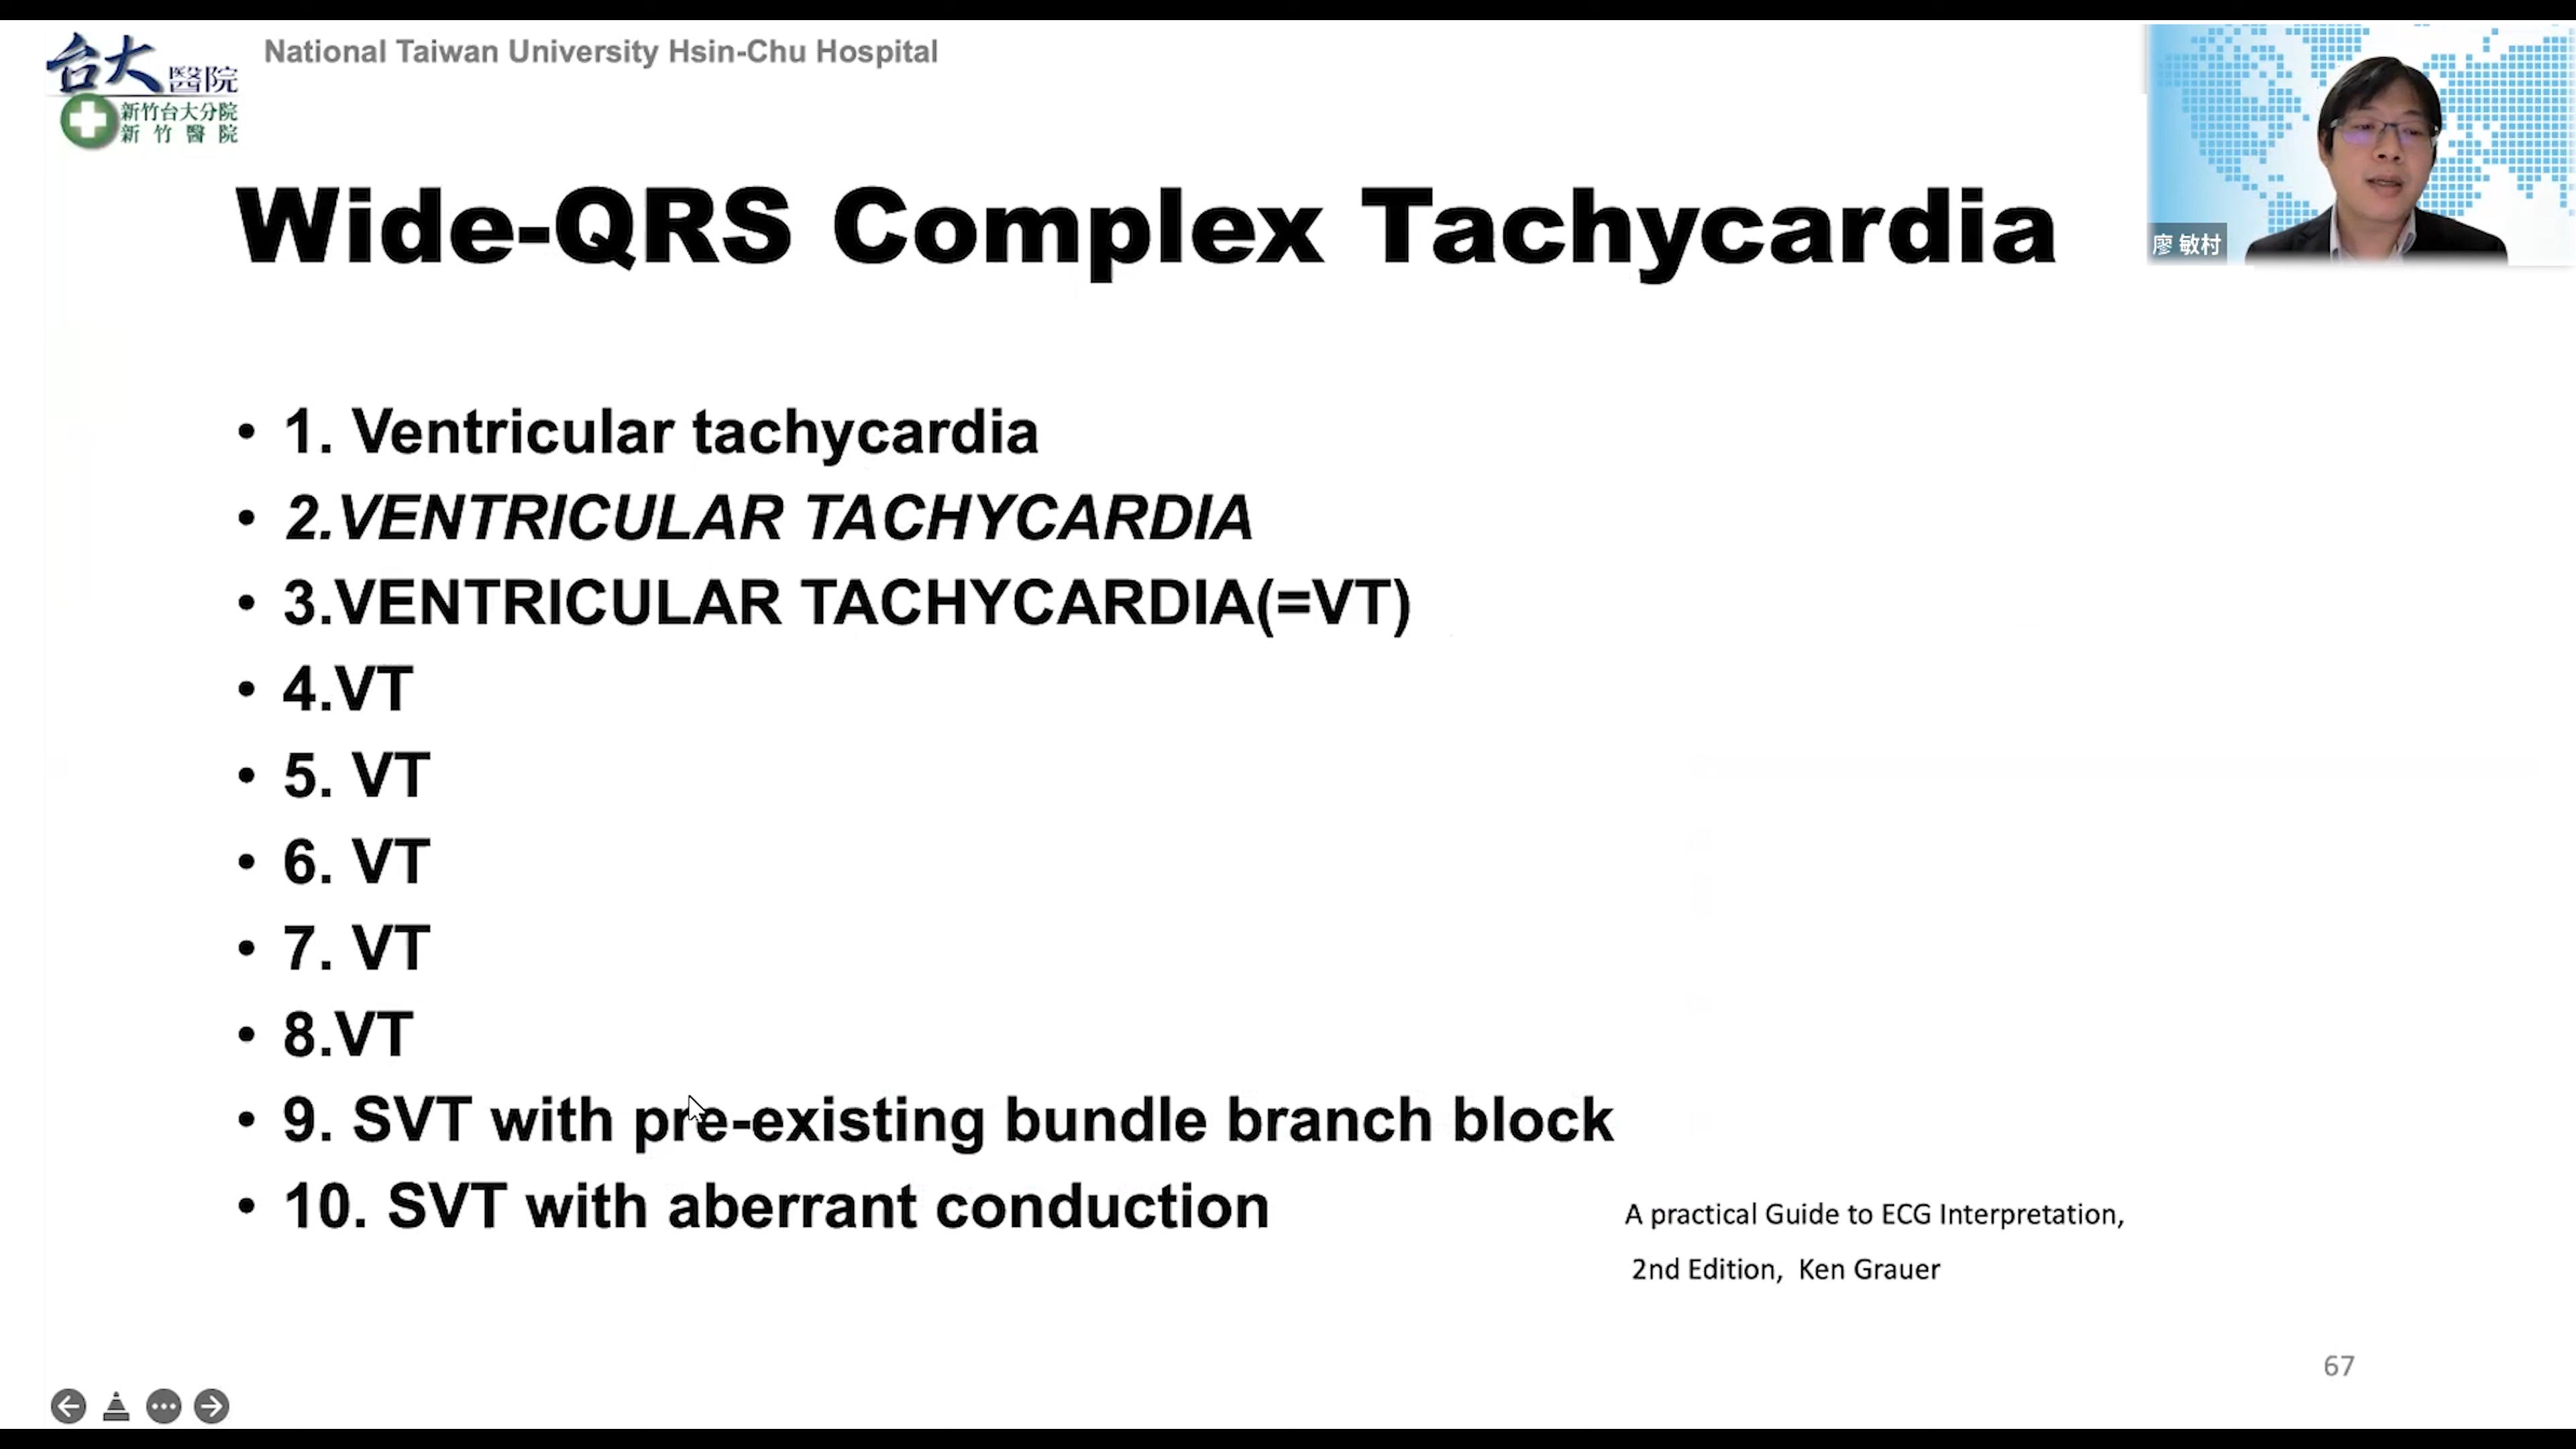 台大醫院
新竹台大分院
新竹醫院
National Taiwan University Hsin-Chu Hospital
廖 敏村
Wide-QRS Complex Tachycardia
• 1. Ventricular tachycardia
• 2.VENTRICULAR TACHYCARDIA
• 3.VENTRICULAR TACHYCARDIA(=VT)
• 4.VT
• 5. VT
• 6. VT
• 7. VT
• 8.VT
• 9. SVT with pre-existing bundle branch block
• 10. SVT with aberrant conduction
A practical Guide to ECG Interpretation,
2nd Edition, Ken Grauer
67